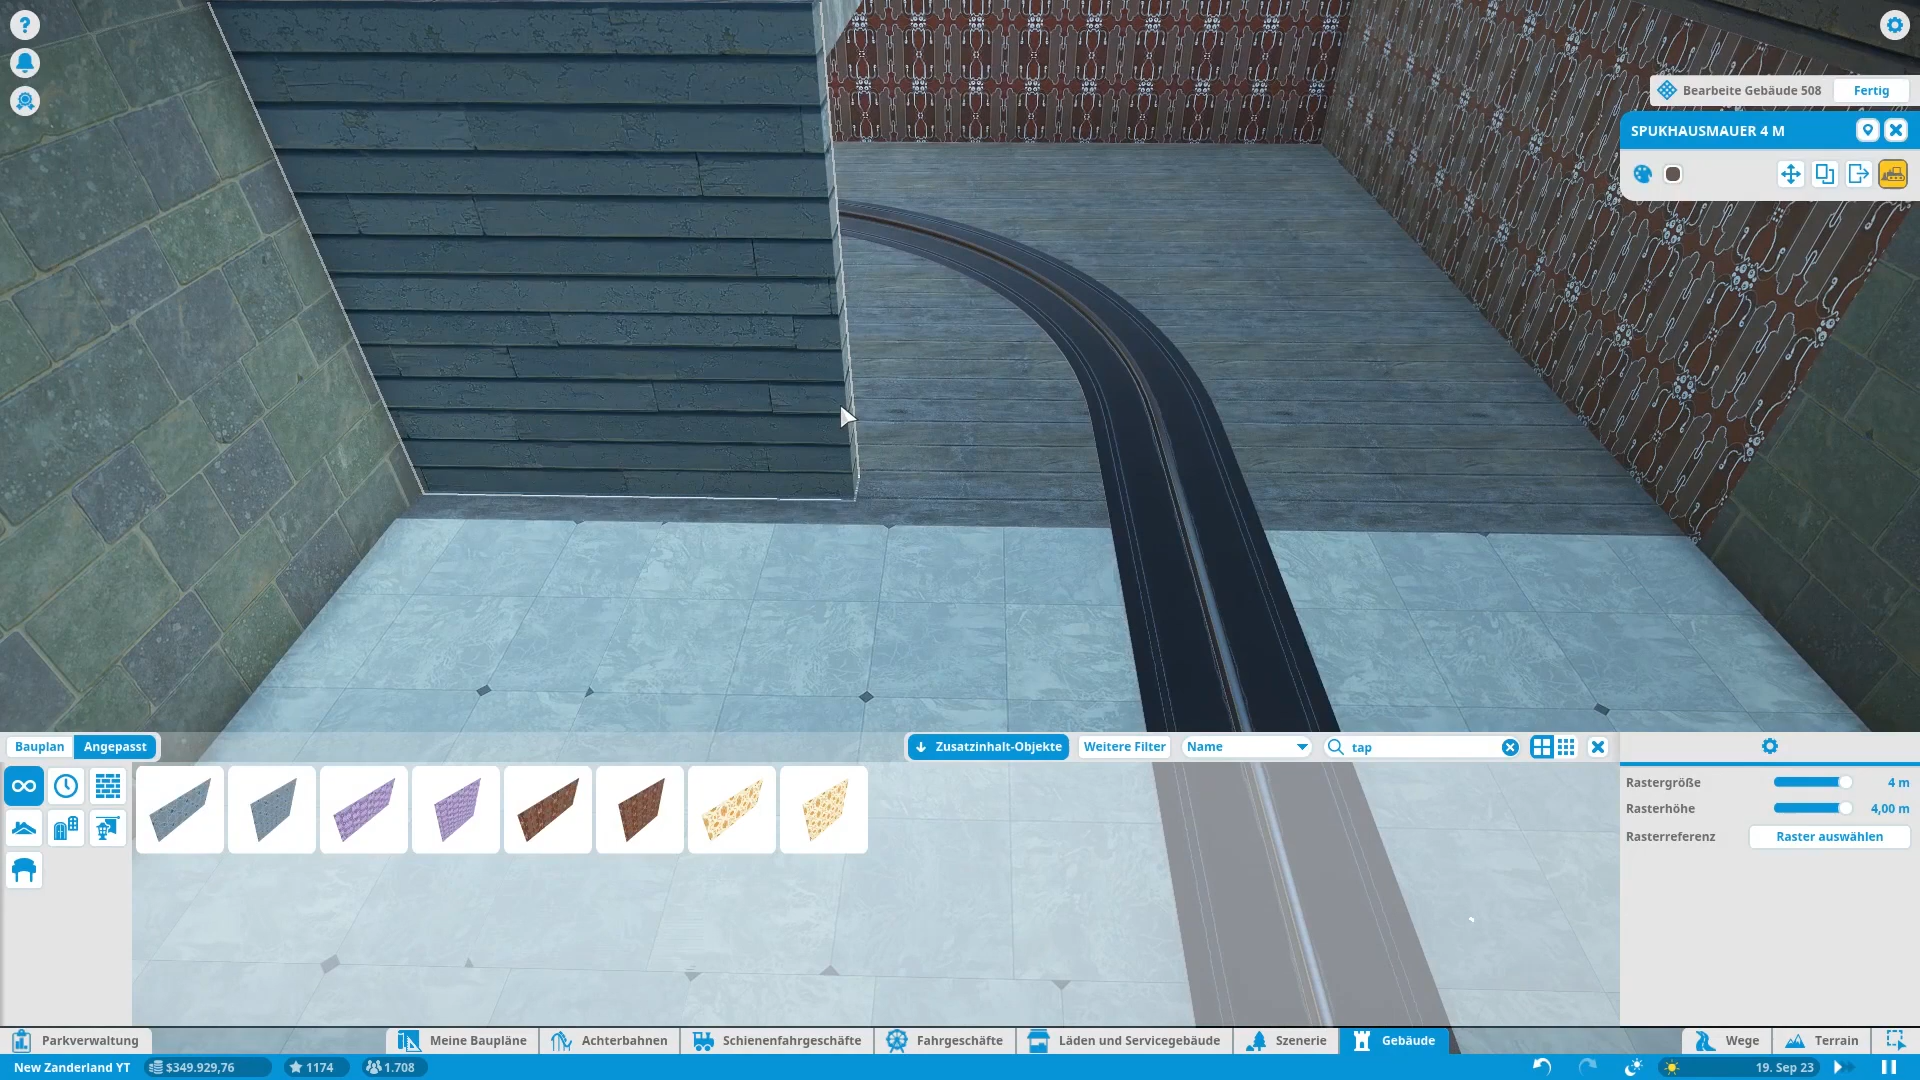 Bearbeite Gebäude 508
Fertig
SPUKHAUSMAUER 4 M
Bauplan
Angepasst
Zusatzinhalt-Objekte
Weitere Filter
Name
tap
Rastergröße
4 m
Rasterhöhe
4,00 m
Rasterreferenz
Raster auswählen
Parkverwaltung
Meine Baupläne
Achterbahnen
Schienenfahrgeschäfte
Fahrgeschäfte
Läden und Servicegebäude
Szenerie
Gebäude
Wege
Terrain
New Zanderland YT
$349.929,76
1174
1.708
19. Sep 23